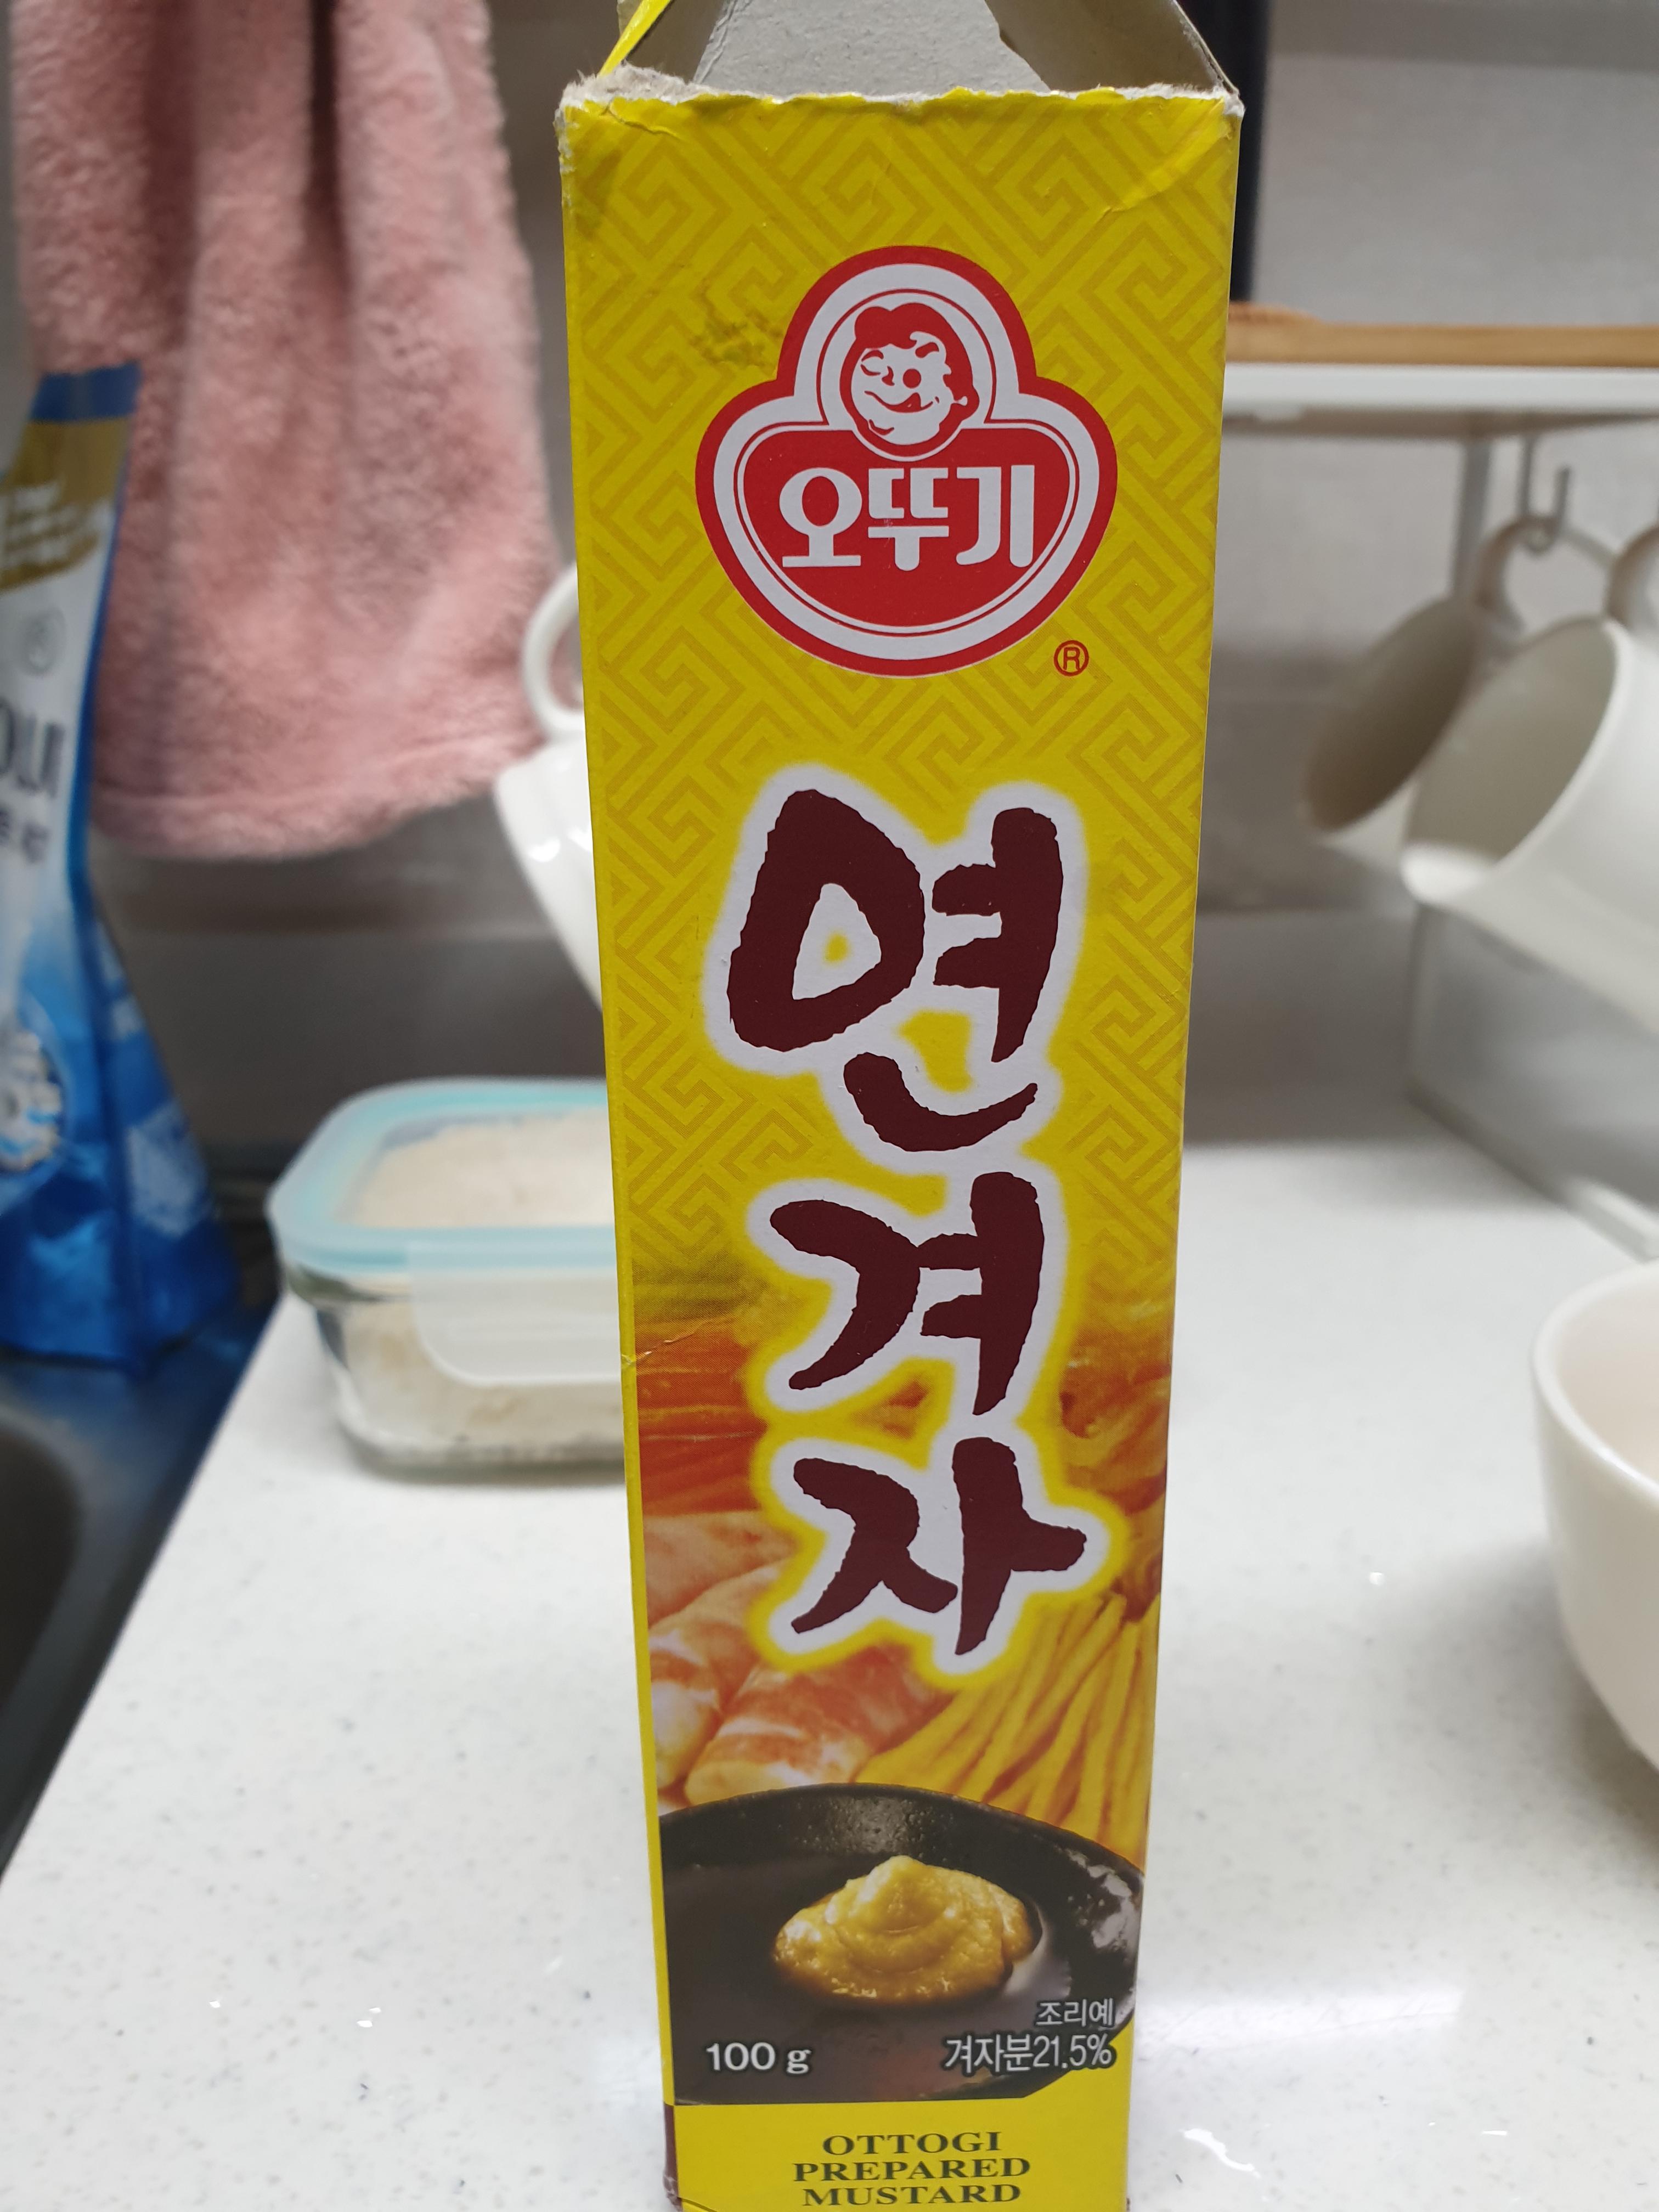 오뚜기
®
연겨자
조리예
100 g
겨자분21.5%
OTTOGI
PREPARED
MUSTARD